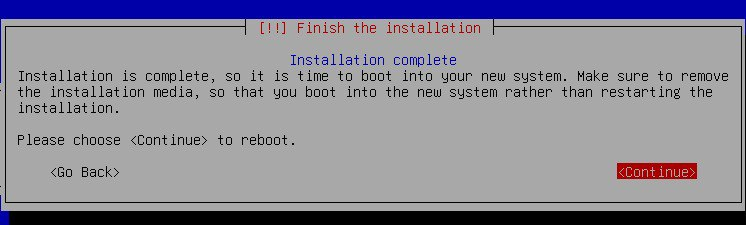 [!!] Finish the installation
Installation complete
Installation is complete, so it is time to boot into your new system. Make sure to remove
the installation media, so that you boot into the new system rather than restarting the
installation.
Please choose <Continue> to reboot.
<Go Back> <Continue>